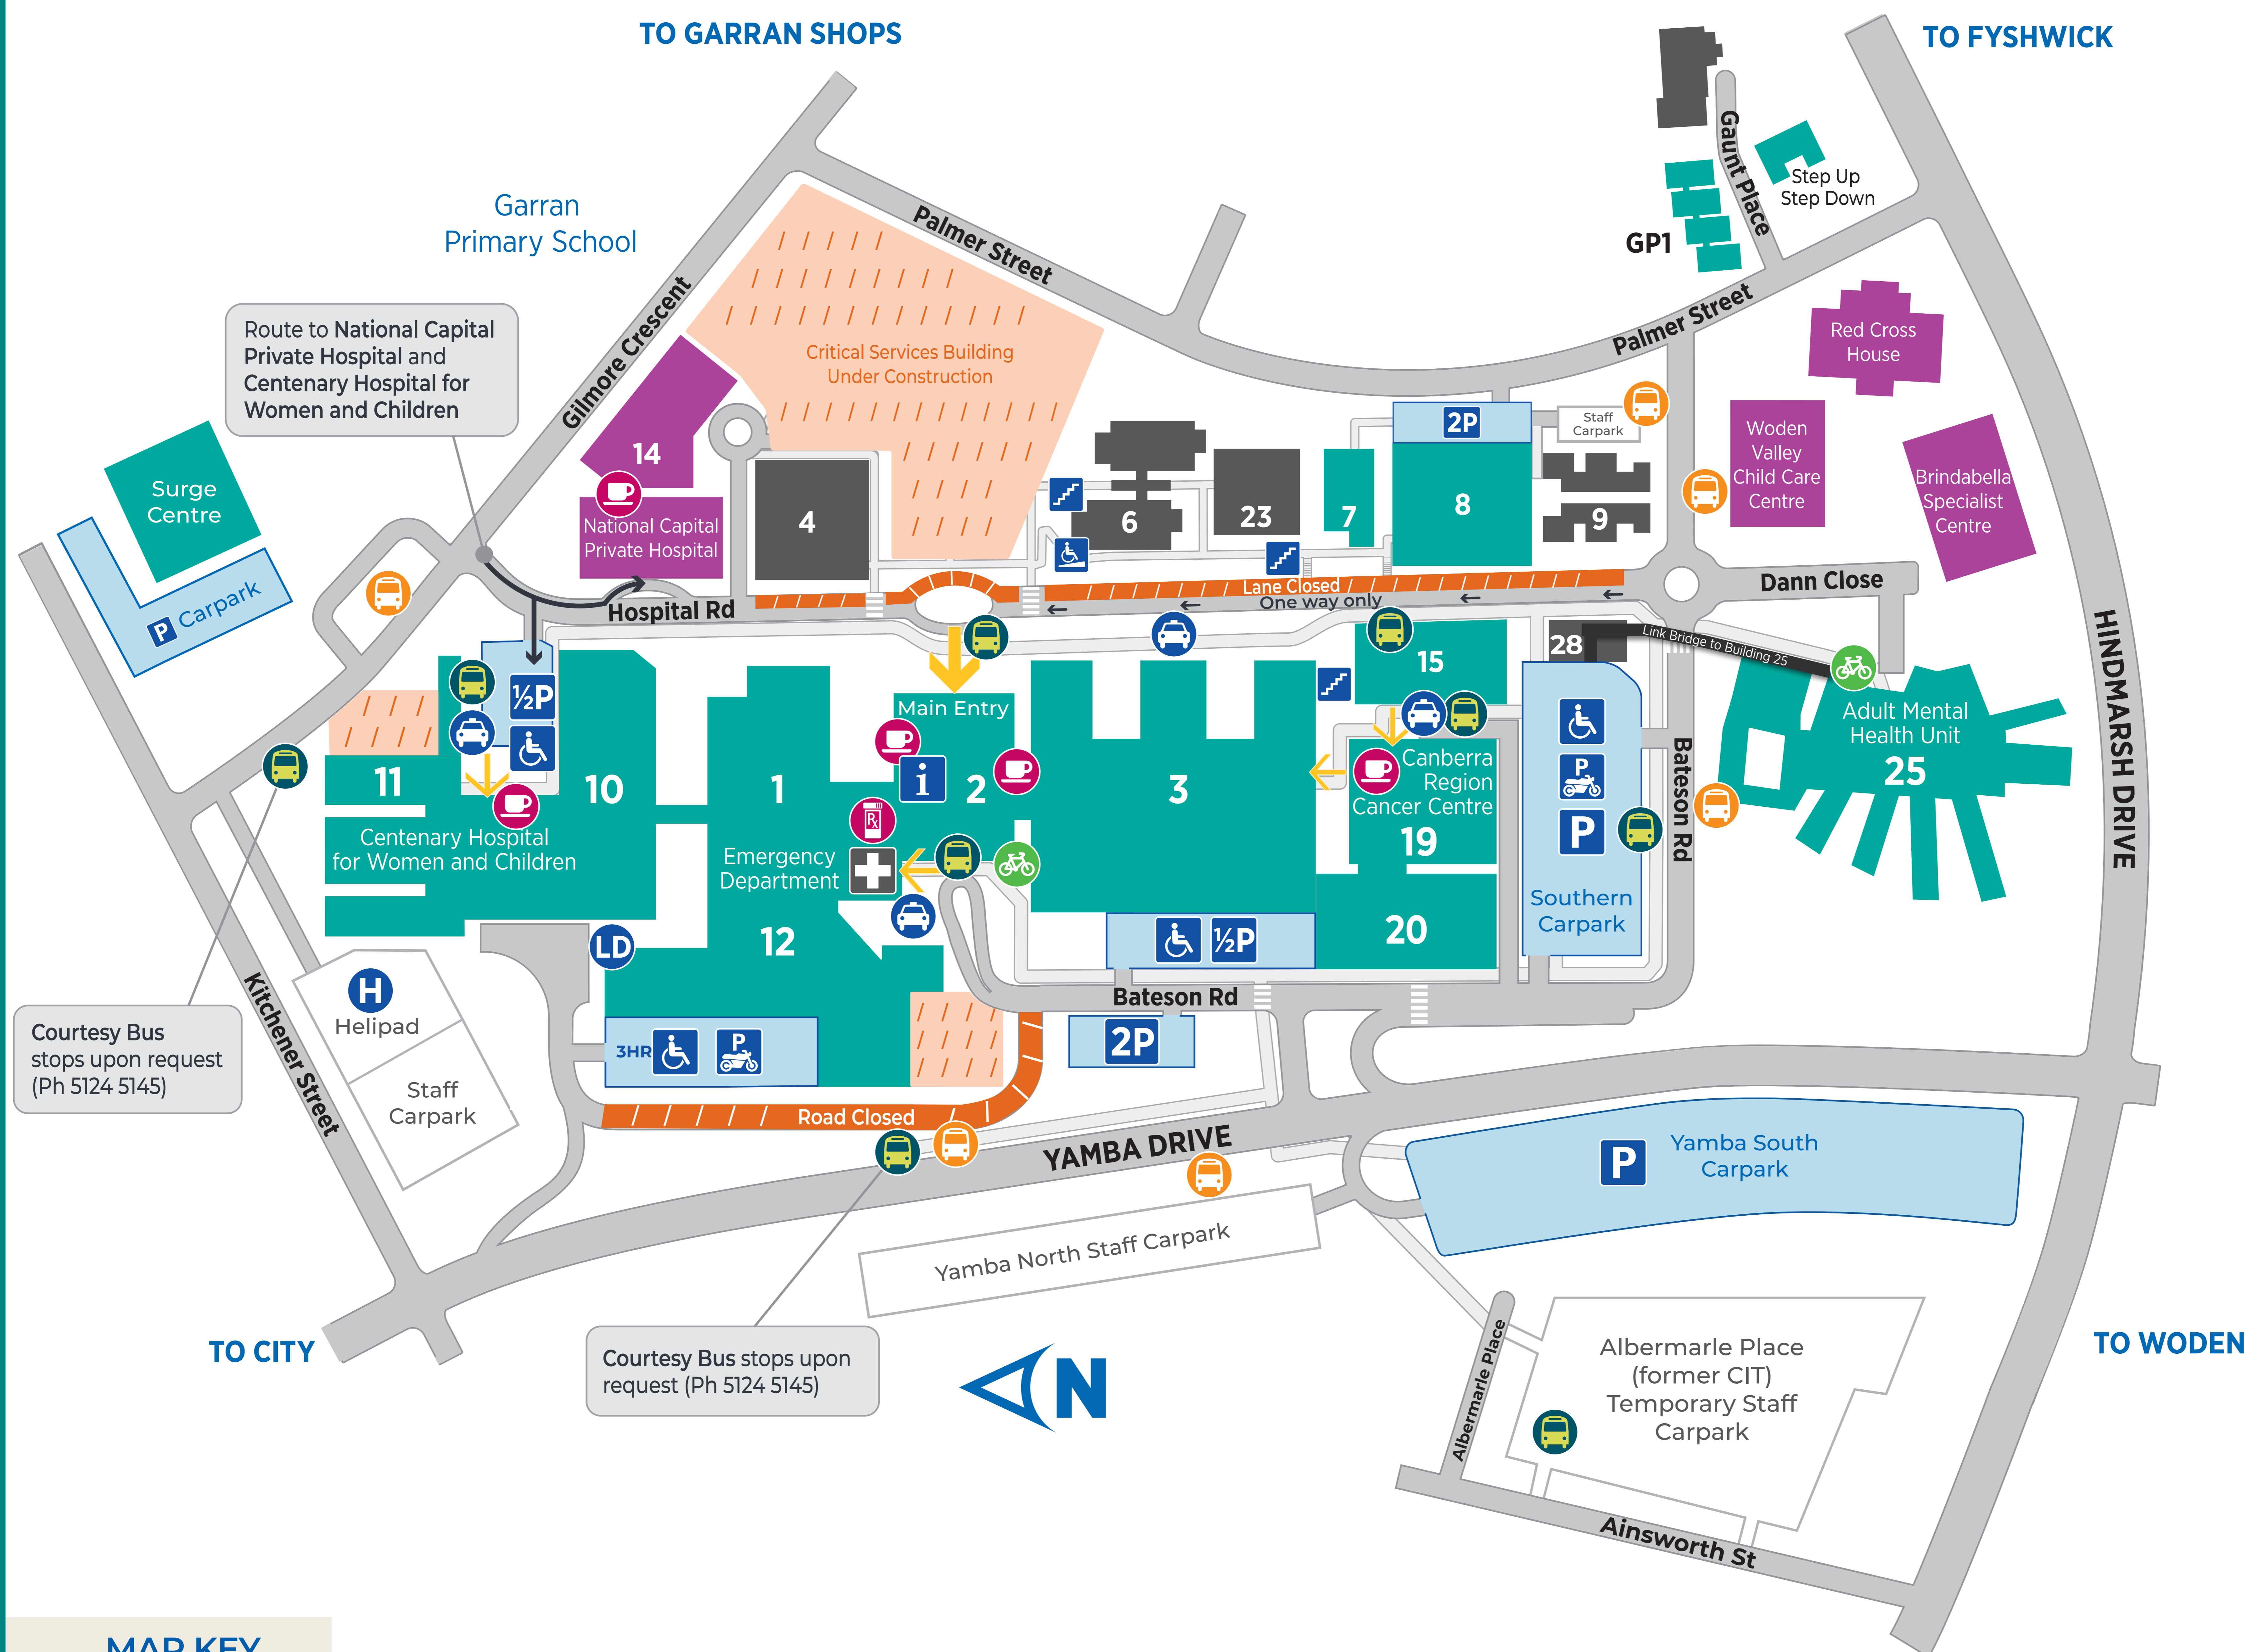 TO GARRAN SHOPS
TO FYSHWICK
Gaunt Place
Step Up
Step Down
GP1
Garran
Primary School
Palmer Street
Palmer Street
Gilmore Crescent
Route to National Capital
Private Hospital and
Centenary Hospital for
Women and Children
Critical Services Building
Under Construction
Red Cross
House
Woden
Valley
Child Care
Centre
Brindabella
Specialist
Centre
Surge
Centre
P Carpark
14
National Capital
Private Hospital
4
6
23
7
8
2P
Staff
Carpark
9
Hospital Rd
Lane Closed
One way only
Dann Close
28
Link Bridge to Building 25
15
½P
11
10
1
Main Entry
i
2
3
Canberra
Region
Cancer Centre
19
P
P
Southern
Carpark
Bateson Rd
Adult Mental
Health Unit
25
HINDMARSH DRIVE
Centenary Hospital
for Women and Children
Rx
Emergency
Department
12
LD
20
½P
H
Helipad
Staff
Carpark
Kitchener Street
Courtesy Bus
stops upon request
(Ph 5124 5145)
3HR
P
Bateson Rd
2P
Road Closed
YAMBA DRIVE
P
Yamba South
Carpark
Yamba North Staff Carpark
TO CITY
Courtesy Bus stops upon
request (Ph 5124 5145)
N
Albermarle Place
Albermarle Place
(former CIT)
Temporary Staff
Carpark
TO WODEN
Ainsworth St
MAP KEY